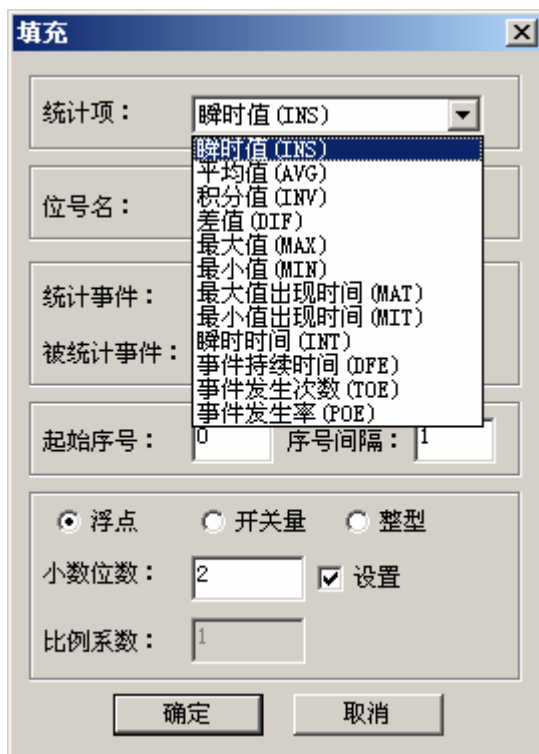 填充
统计项： 瞬时值(INS)
瞬时值(INS)
平均值(AVG)
积分值(INV)
位号名：
差值(DIF)
最大值(MAX)
最小值(MIN)
统计事件： 最大值出现时间(MAT)
最小值出现时间(MIT)
被统计事件： 瞬时时间(INT)
事件持续时间(DFE)
事件发生次数(TOE)
事件发生率(POE)
起始序号： 0 序号间隔： 1
浮点 开关量 整型
小数位数： 2 设置
比例系数： 1
确定 取消